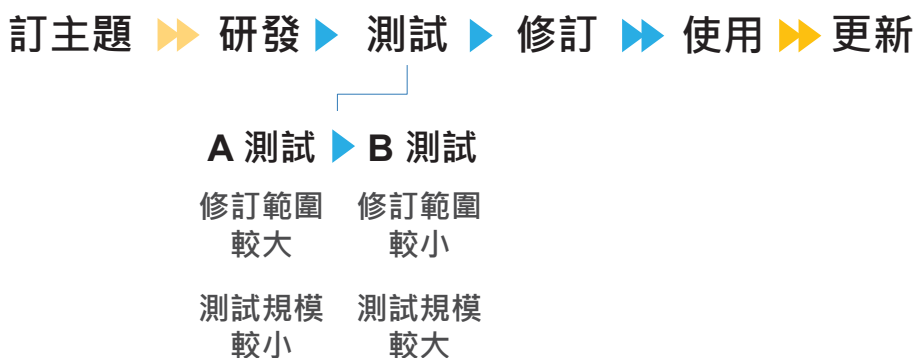 訂主題 研發 測試 修訂 使用 更新
A 測試 B 測試
修訂範圍 修訂範圍
較大 較小
測試規模 測試規模
較小 較大